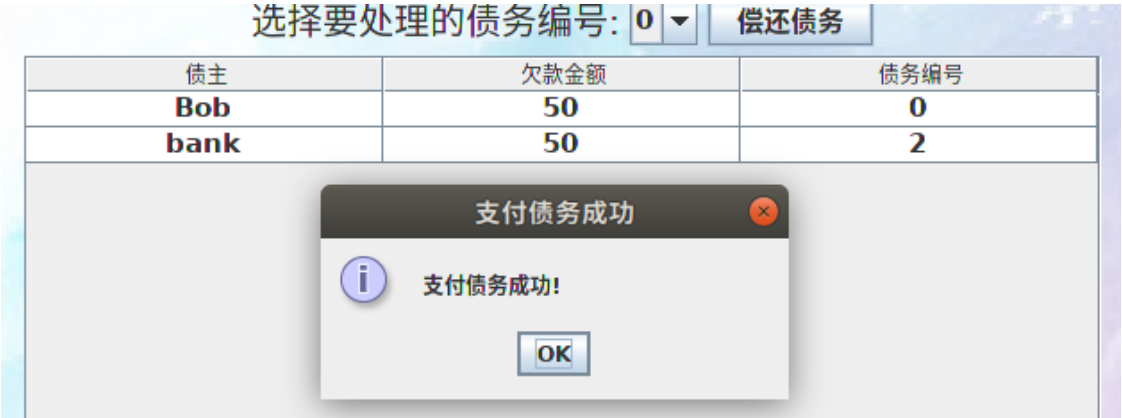 选择要处理的债务编号: 0 偿还债务
债主 欠款金额 债务编号
Bob 50 0
bank 50 2
支付债务成功
支付债务成功!
OK